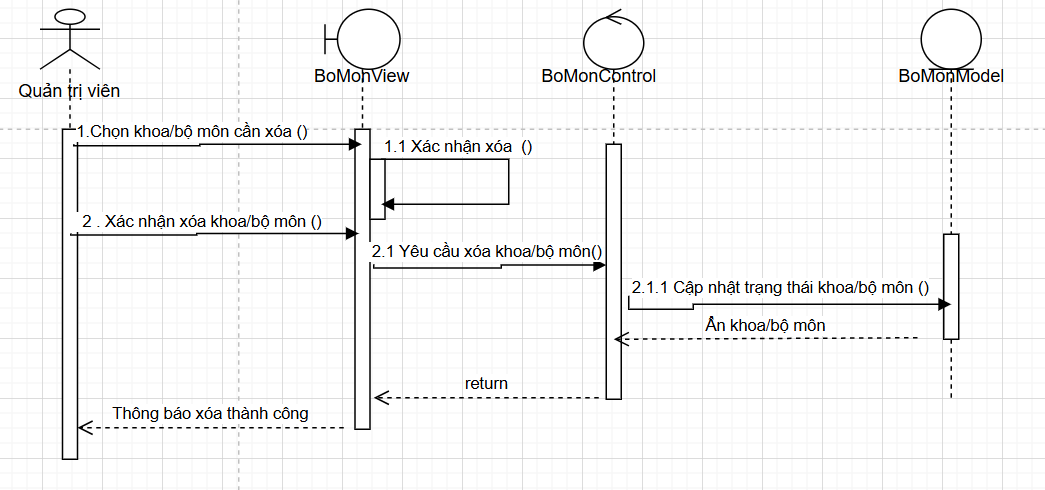 Quản trị viên
BoMonView
BoMonControl
BoMonModel
1.Chọn khoa/bộ môn cần xóa ()
1.1 Xác nhận xóa ()
2 . Xác nhận xóa khoa/bộ môn ()
2.1 Yêu cầu xóa khoa/bộ môn()
2.1.1 Cập nhật trạng thái khoa/bộ môn ()
Ẩn khoa/bộ môn
return
Thông báo xóa thành công